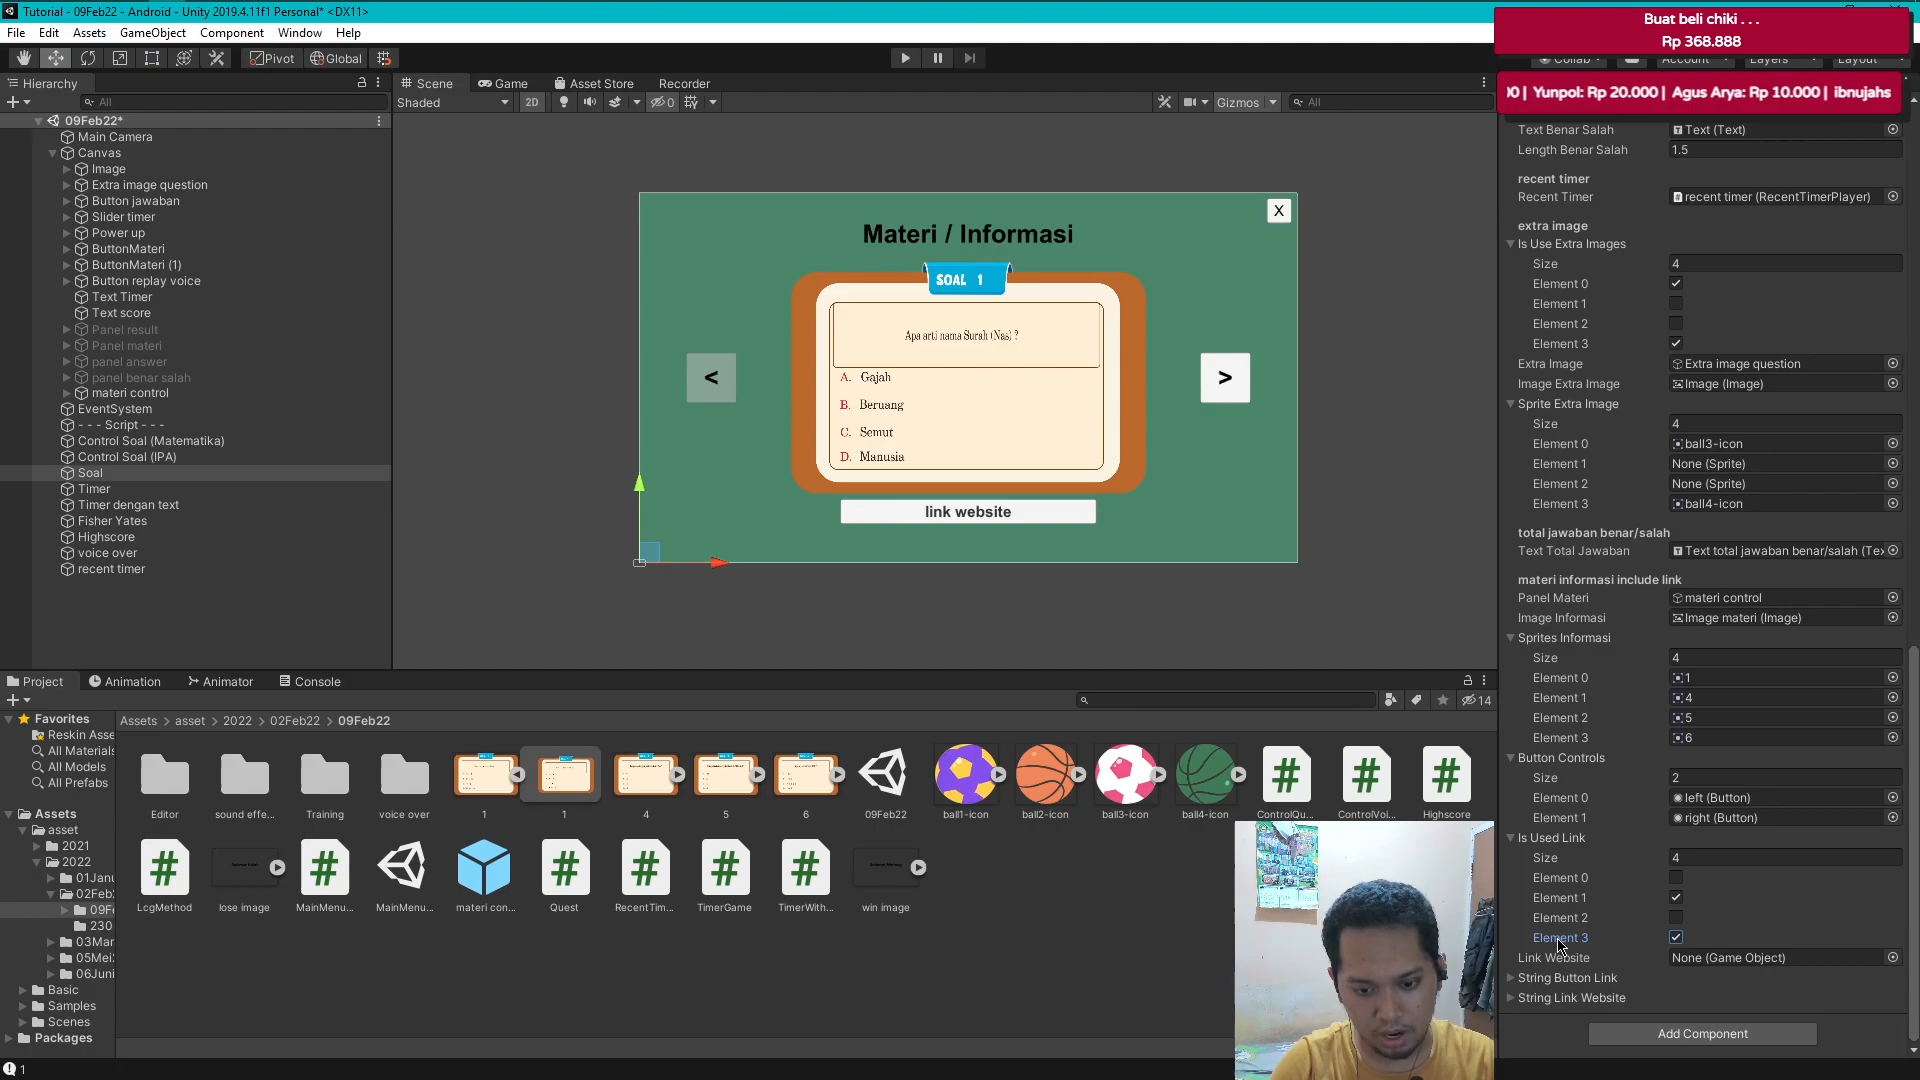 Tutorial - 09Feb22 - Android - Unity 2019.4.11f1 Personal* <DX11>
File Edit Assets GameObject Component Window Help
Buat beli chiki . . .
Rp 368.888
Pivot Global
Collab Account Layers Layout
Hierarchy
Scene Game Asset Store Recorder
00 | Yunpol: Rp 20.000 | Agus Arya: Rp 10.000 | ibnujahs
All
Shaded 2D 0 Gizmos All
09Feb22*
Main Camera
Canvas
Image
Extra image question
Button jawaban
Slider timer
Power up
ButtonMateri
ButtonMateri (1)
Button replay voice
Text Timer
Text score
Panel result
Panel materi
panel answer
panel benar salah
materi control
EventSystem
- - - Script - - -
Control Soal (Matematika)
Control Soal (IPA)
Soal
Timer
Timer dengan text
Fisher Yates
Highscore
voice over
recent timer
X
Materi / Informasi
SOAL 1
Apa arti nama Surah (Nas) ?
A. Gajah
B. Beruang
C. Semut
D. Manusia
<
>
link website
Text Benar Salah Text (Text)
Length Benar Salah 1.5
recent timer
Recent Timer recent timer (RecentTimerPlayer)
extra image
Is Use Extra Images
Size 4
Element 0
Element 1
Element 2
Element 3
Extra Image Extra image question
Image Extra Image Image (Image)
Sprite Extra Image
Size 4
Element 0 ball3-icon
Element 1 None (Sprite)
Element 2 None (Sprite)
Element 3 ball4-icon
total jawaban benar/salah
Text Total Jawaban Text total jawaban benar/salah (Tex
materi informasi include link
Panel Materi materi control
Image Informasi Image materi (Image)
Sprites Informasi
Size 4
Element 0 1
Element 1 4
Element 2 5
Element 3 6
Button Controls
Size 2
Element 0 left (Button)
Element 1 right (Button)
Is Used Link
Size 4
Element 0
Element 1
Element 2
Element 3
Link Website None (Game Object)
String Button Link
String Link Website
Add Component
Project Animation Animator Console
14
Favorites
Reskin Asse
All Materials
All Models
All Prefabs
Assets
asset
2021
2022
01Janu
02Feb2
09Fe
230
03Mar
05Mei2
06Juni
Basic
Samples
Scenes
Packages
Assets > asset > 2022 > 02Feb22 > 09Feb22
Editor sound effe... Training voice over 1 1 4 5 6 09Feb22 ball1-icon ball2-icon ball3-icon ball4-icon ControlQu... ControlVoi... Highscore
LcgMethod lose image MainMenu... MainMenu... materi con... Quest RecentTim... TimerGame TimerWith... win image
1